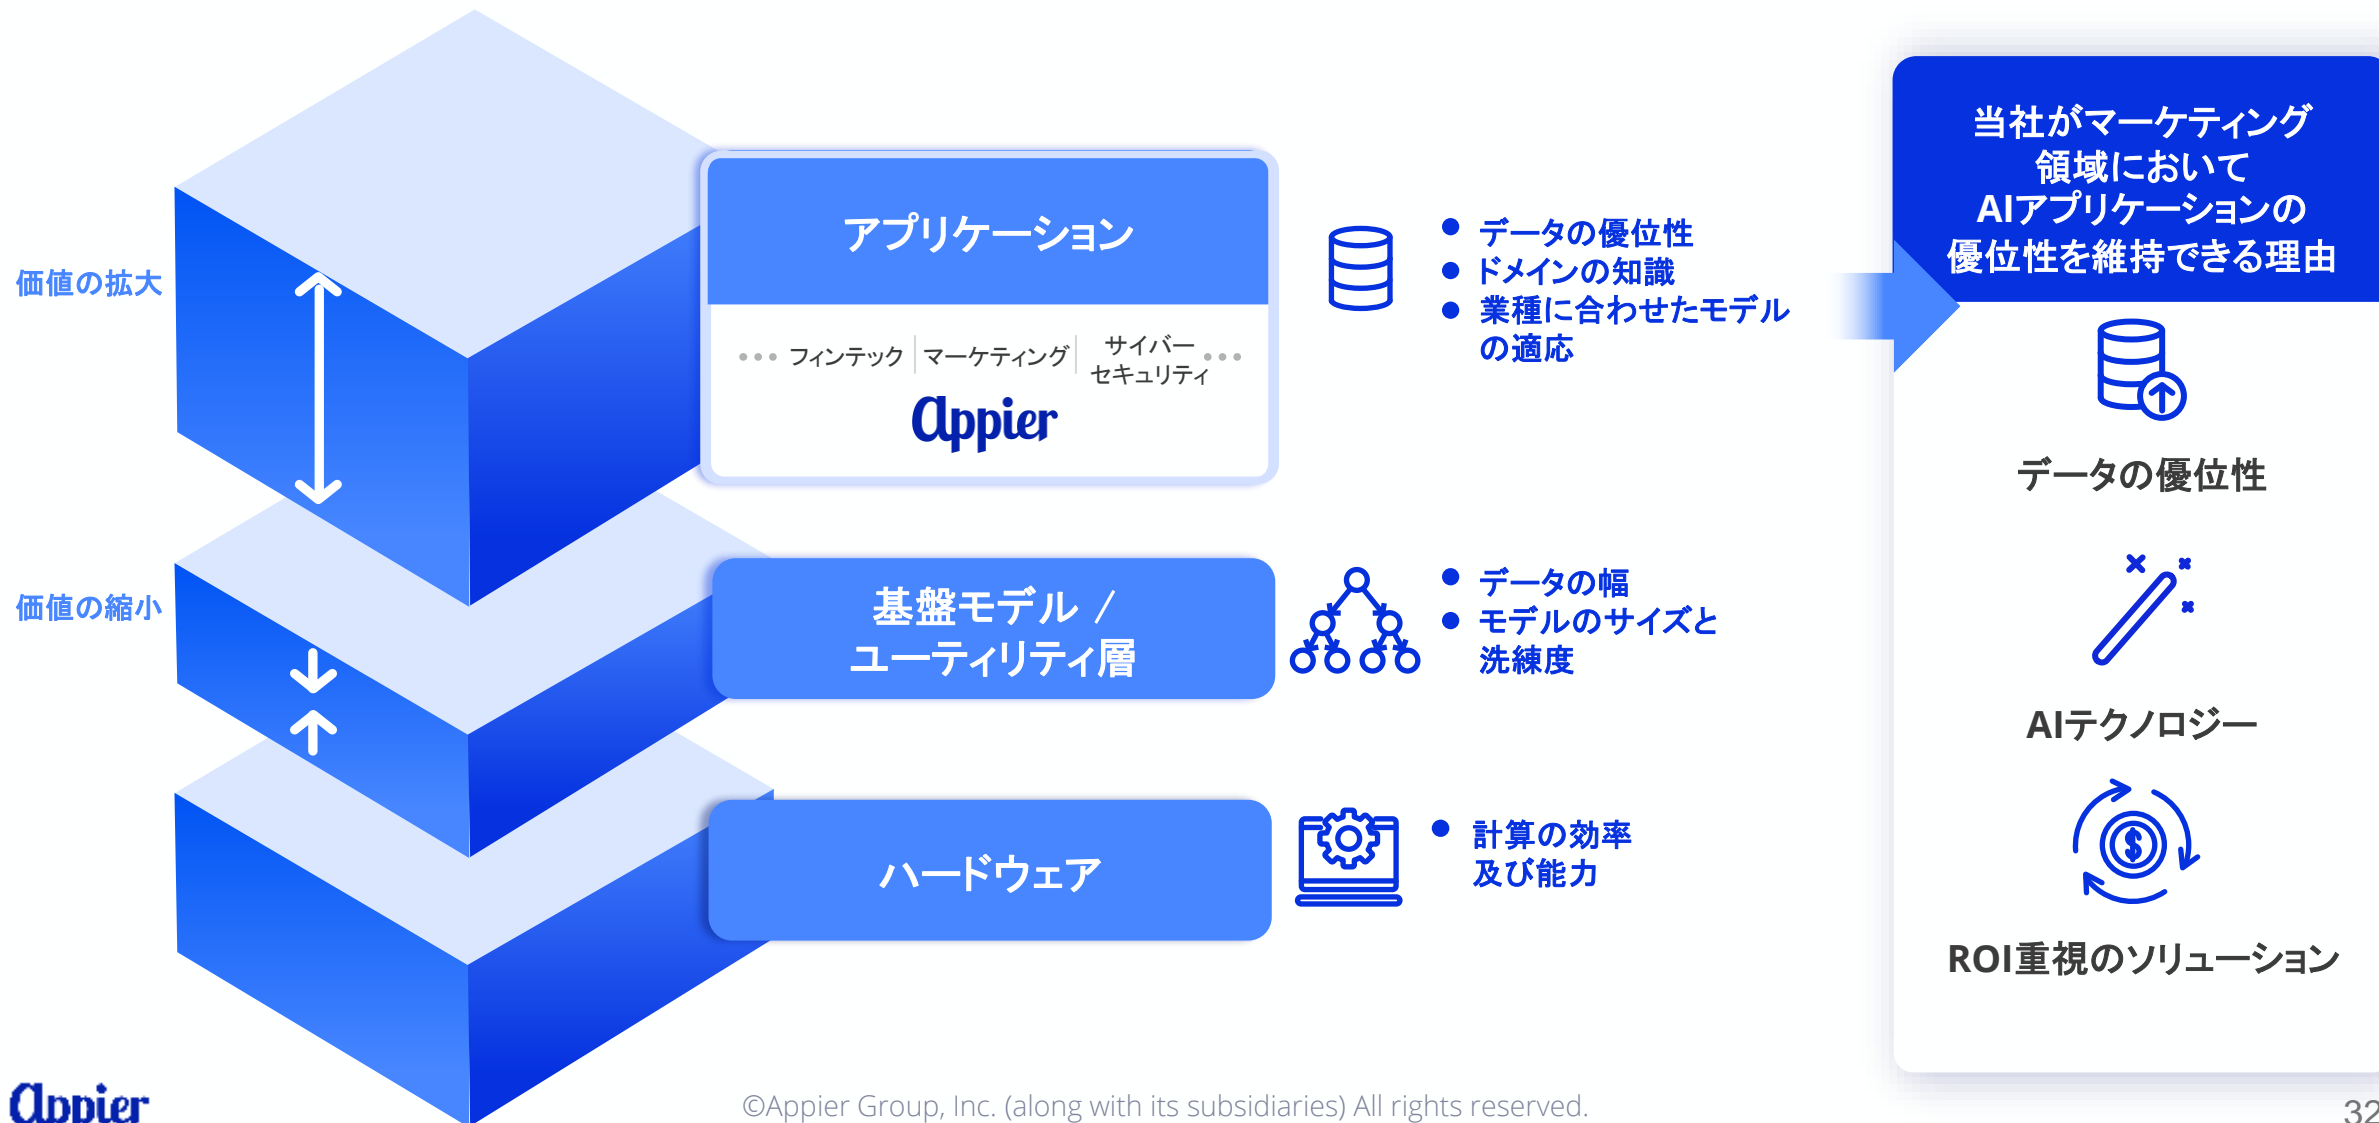 価値の拡大
アプリケーション
フィンテック
マーケティング
サイバー
セキュリティ
Appier
データの優位性
ドメインの知識
業種に合わせたモデル
の適応
価値の縮小
基盤モデル /
ユーティリティ層
データの幅
モデルのサイズと
洗練度
ハードウェア
計算の効率
及び能力
当社がマーケティング
領域において
AIアプリケーションの
優位性を維持できる理由
データの優位性
AIテクノロジー
ROI重視のソリューション
Appier
©Appier Group, Inc. (along with its subsidiaries) All rights reserved.
32